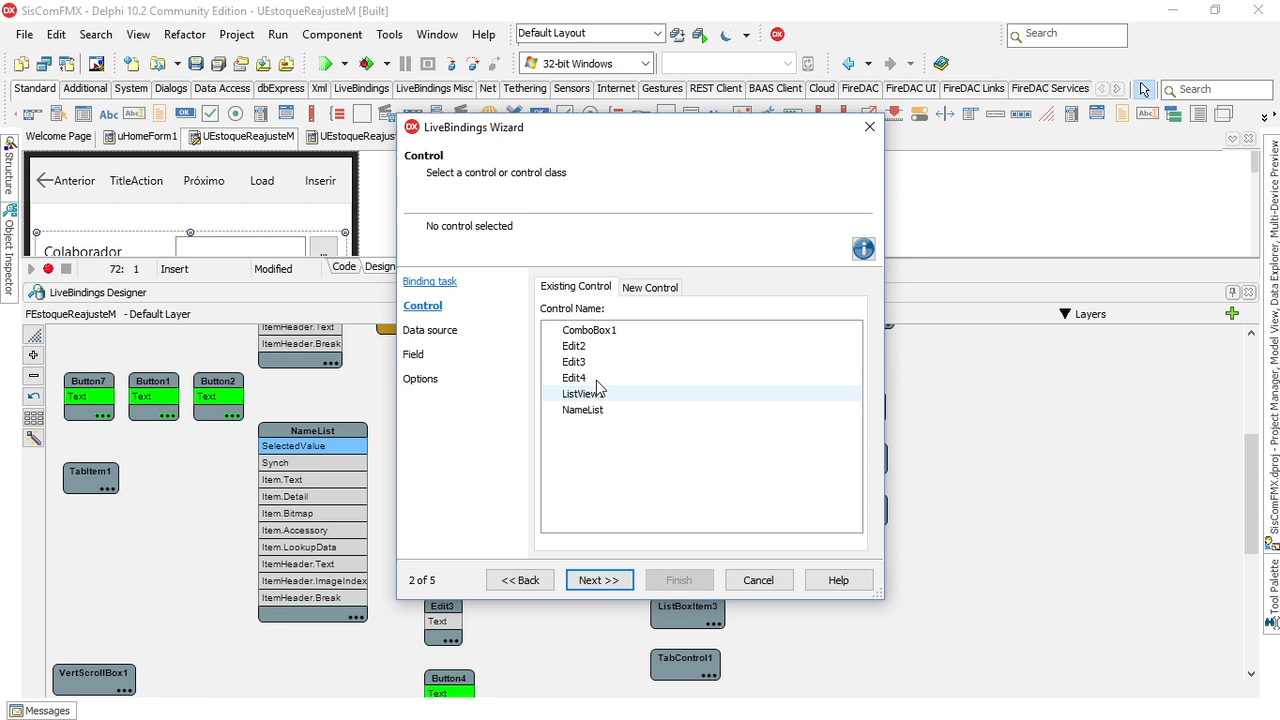 SisComFMX - Delphi 10.2 Community Edition - UEstoqueReajusteM [Built]
File Edit Search View Refactor Project Run Component Tools Window Help
Default Layout
Search
32-bit Windows
Standard Additional System Dialogs Data Access dbExpress Xml LiveBindings LiveBindings Misc Net Tethering Sensors Internet Gestures REST Client BAAS Client Cloud FireDAC FireDAC UI FireDAC Links FireDAC Services
Search
Welcome Page uHomeForm1 UEstoqueReajusteM UEstoqueReajus
Structure
Object Inspector
Anterior TitleAction Próximo Load Inserir
Colaborador ...
72: 1 Insert Modified Code Design
LiveBindings Designer
FEstoqueReajusteM - Default Layer
Layers
ItemHeader.Text
ItemHeader.Break
Button7 Button1 Button2
Text Text Text
NameList
SelectedValue
Synch
Item.Text
Item.Detail
Item.Bitmap
Item.Accessory
Item.LookupData
ItemHeader.Text
ItemHeader.ImageIndex
ItemHeader.Break
TabItem1
VertScrollBox1
LiveBindings Wizard
Control
Select a control or control class
No control selected
Binding task
Control
Data source
Field
Options
Existing Control New Control
Control Name:
ComboBox1
Edit2
Edit3
Edit4
ListView
NameList
2 of 5 << Back Next >> Finish Cancel Help
Edit3
Text
Button4
Text
ListBoxItem3
TabControl1
SisComFMX.dproj - Project Manager, Model View, Data Explorer, Multi-Device Preview
Tool Palette
Messages